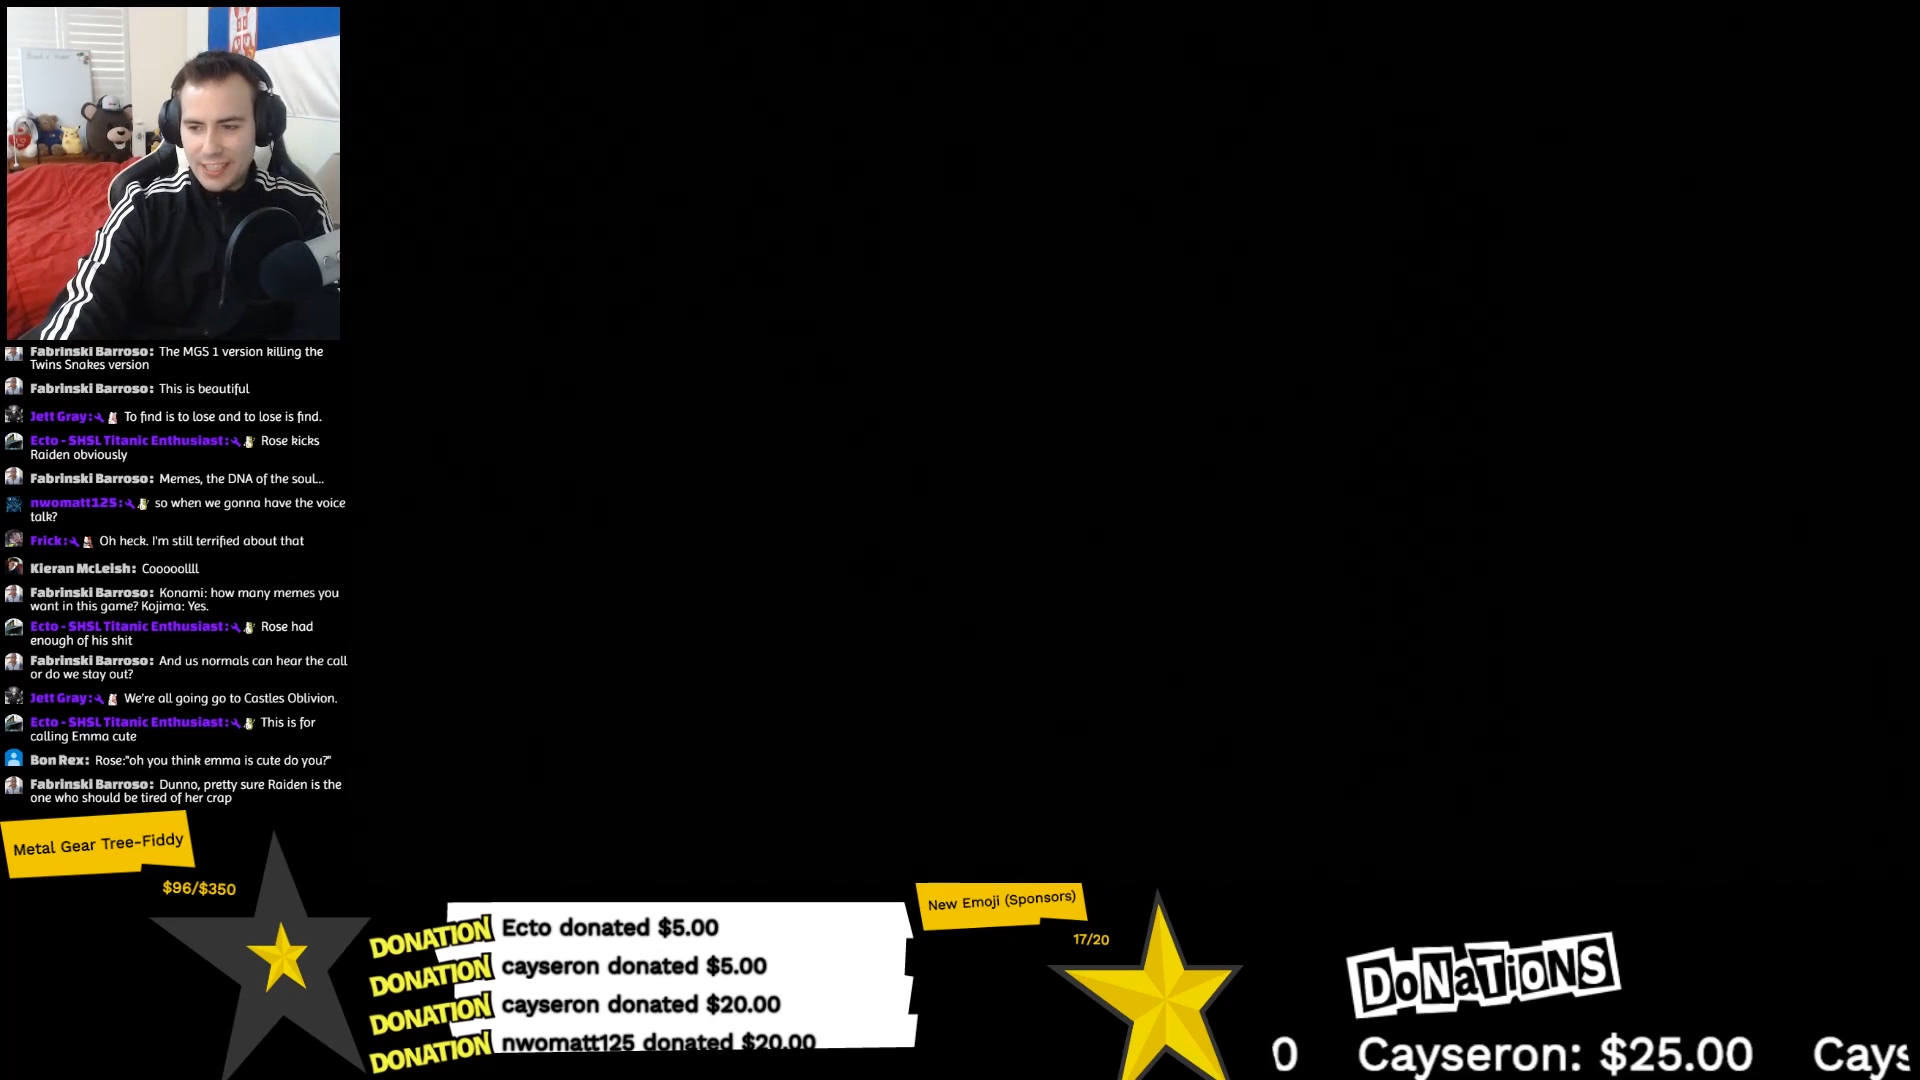 Fabrinski Barroso: The MGS 1 version killing the
Twins Snakes version
Fabrinski Barroso: This is beautiful
Jett Gray: To find is to lose and to lose is find.
Ecto - SHSL Titanic Enthusiast: Rose kicks
Raiden obviously
Fabrinski Barroso: Memes, the DNA of the soul...
nwomatt125: so when we gonna have the voice
talk?
Frick: Oh heck. I'm still terrified about that
Kieran McLeish: Cooooollll
Fabrinski Barroso: Konami: how many memes you
want in this game? Kojima: Yes.
Ecto - SHSL Titanic Enthusiast: Rose had
enough of his shit
Fabrinski Barroso: And us normals can hear the call
or do we stay out?
Jett Gray: We're all going go to Castles Oblivion.
Ecto - SHSL Titanic Enthusiast: This is for
calling Emma cute
Bon Rex: Rose:"oh you think emma is cute do you?"
Fabrinski Barroso: Dunno, pretty sure Raiden is the
one who should be tired of her crap
Metal Gear Tree-Fiddy
$96/$350
DONATION Ecto donated $5.00
DONATION cayseron donated $5.00
DONATION cayseron donated $20.00
DONATION nwomatt125 donated $20.00
New Emoji (Sponsors)
17/20
DoNaTiONS
0 Cayseron: $25.00 Cays